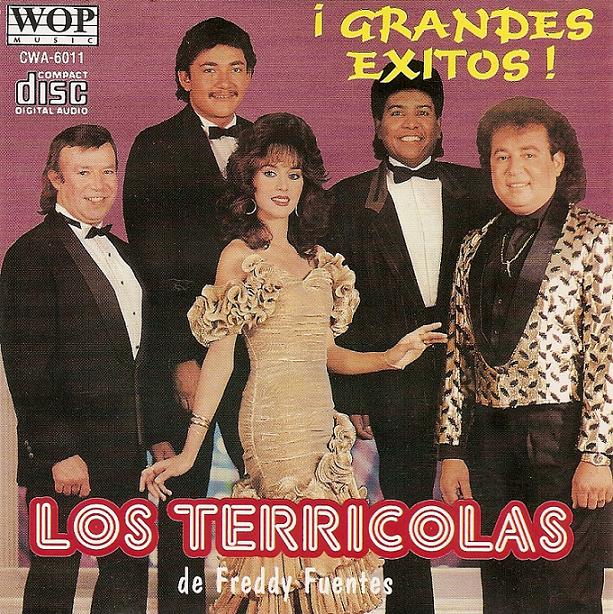 WOP
MUSIC
CWA-6011
COMPACT
disc
DIGITAL AUDIO
¡ GRANDES
EXITOS !
LOS TERRICOLAS
de Freddy Fuentes